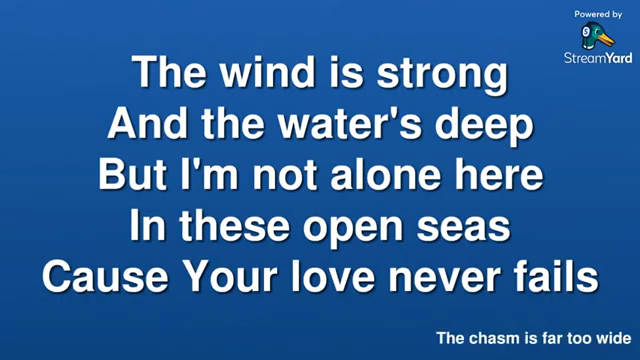 Powered by
StreamYard
The wind is strong
And the water's deep
But I'm not alone here
In these open seas
Cause Your love never fails
The chasm is far too wide